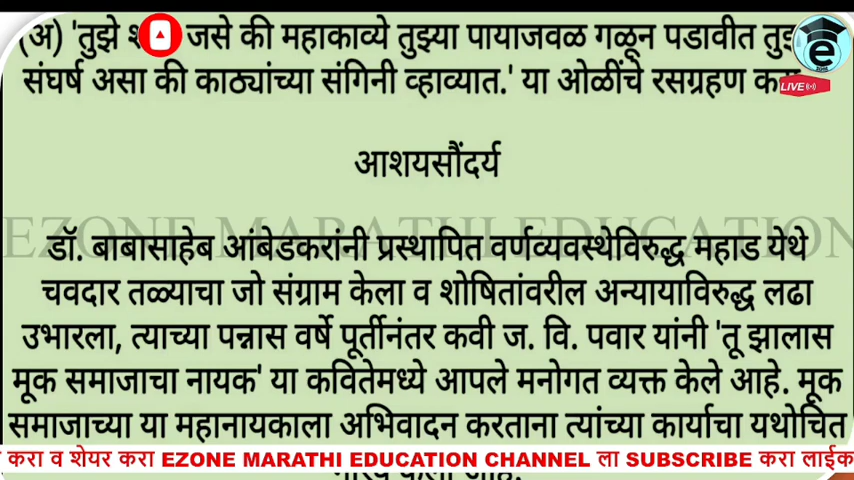 (अ) 'तुझे जसे की महाकाव्ये तुझ्या पायाजवळ गळून पडावीत
संघर्ष असा की काठ्यांच्या संगिनी व्हाव्यात.' या ओळींचे रसग्रहण
LIVE
आशयसौंदर्य
EZONE MARATHI EDUCATION
डॉ. बाबासाहेब आंबेडकरांनी प्रस्थापित वर्णव्यवस्थेविरुद्ध महाड येथे
चवदार तळ्याचा जो संग्राम केला व शोषितांवरील अन्यायाविरुद्ध लढा
उभारला, त्याच्या पन्नास वर्षे पूर्तीनंतर कवी ज. वि. पवार यांनी 'तू झालास
मूक समाजाचा नायक' या कवितेमध्ये आपले मनोगत व्यक्त केले आहे. मूक
समाजाच्या या महानायकाला अभिवादन करताना त्यांच्या कार्याचा यथोचित
करा व शेयर करा EZONE MARATHI EDUCATION CHANNEL ला SUBSCRIBE करा लाईक